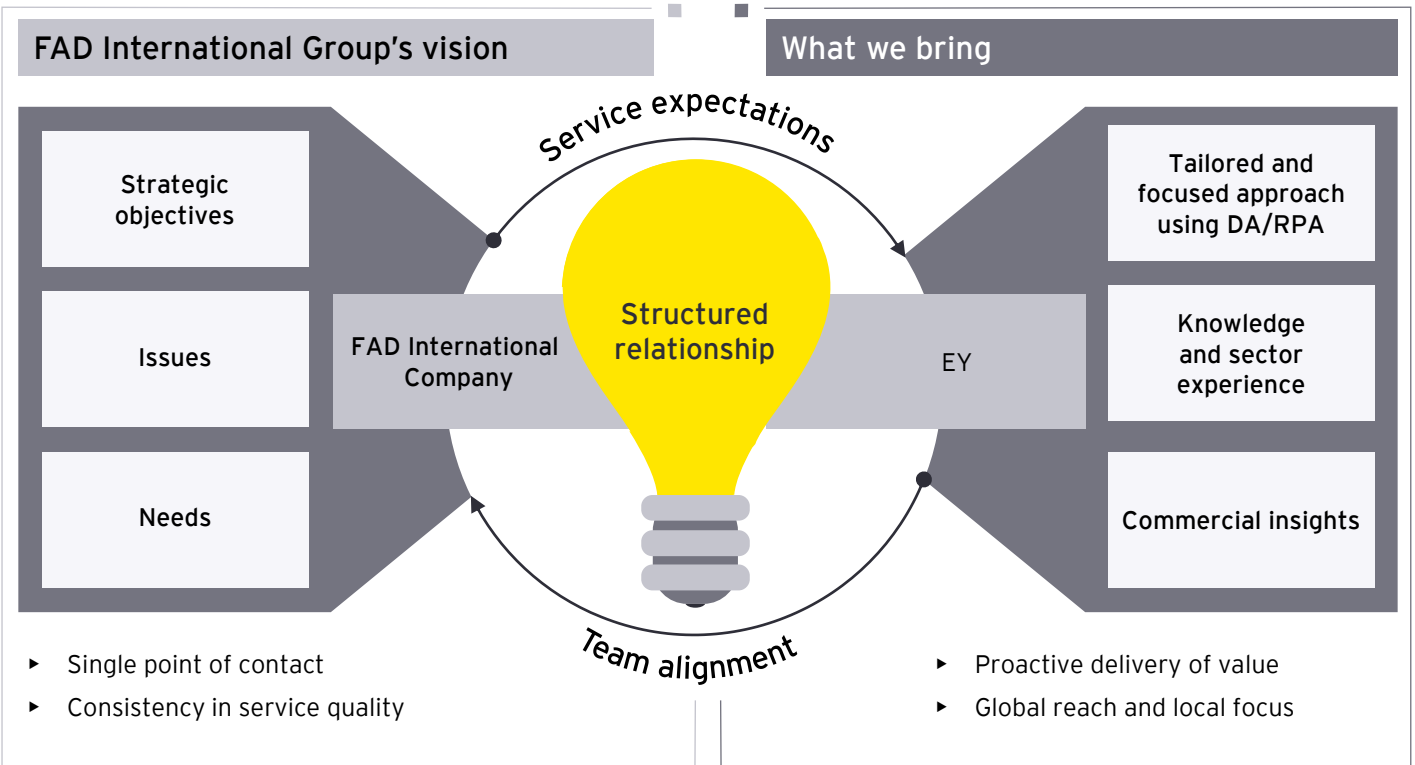 FAD International Group's vision
What we bring
Service expectations
Strategic
objectives
Issues
Needs
FAD International
Company
Structured
relationship
EY
Tailored and
focused approach
using DA/RPA
Knowledge
and sector
experience
Commercial insights
Team alignment
▸ Single point of contact
▸ Consistency in service quality
▸ Proactive delivery of value
▸ Global reach and local focus